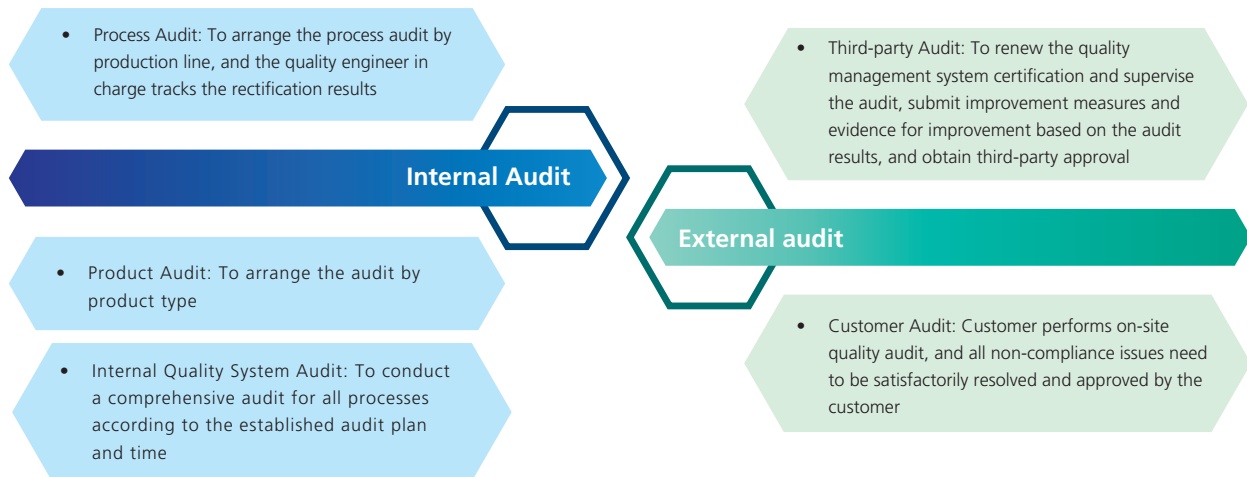 • Process Audit: To arrange the process audit by
production line, and the quality engineer in
charge tracks the rectification results
Internal Audit
• Product Audit: To arrange the audit by
product type
• Internal Quality System Audit: To conduct
a comprehensive audit for all processes
according to the established audit plan
and time
• Third-party Audit: To renew the quality
management system certification and supervise
the audit, submit improvement measures and
evidence for improvement based on the audit
results, and obtain third-party approval
External audit
• Customer Audit: Customer performs on-site
quality audit, and all non-compliance issues need
to be satisfactorily resolved and approved by the
customer